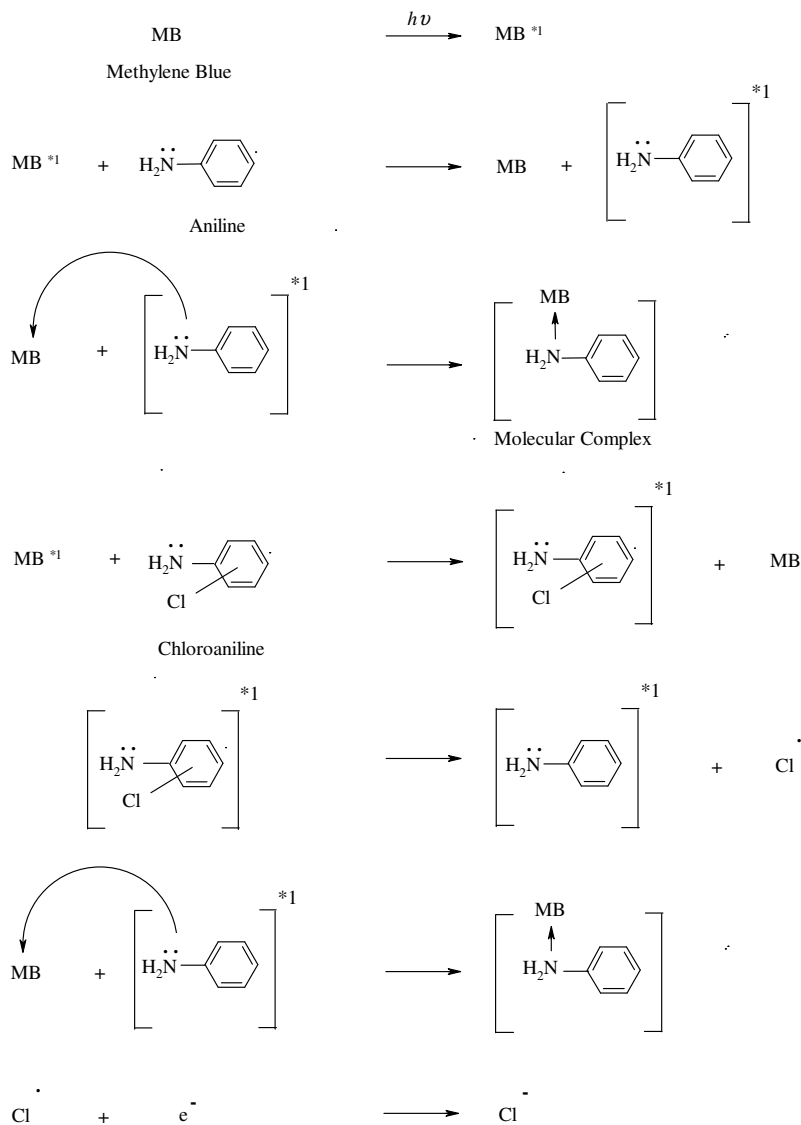 MB hυ MB *1
Methylene Blue
MB *1 + H2N MB + H2N *1
Aniline
MB + H2N *1 MB H2N
Molecular Complex
MB *1 + H2N Cl H2N Cl *1 + MB
Chloroaniline
H2N Cl *1 H2N *1 + Cl•
MB + H2N *1 MB H2N
Cl• + e- Cl-